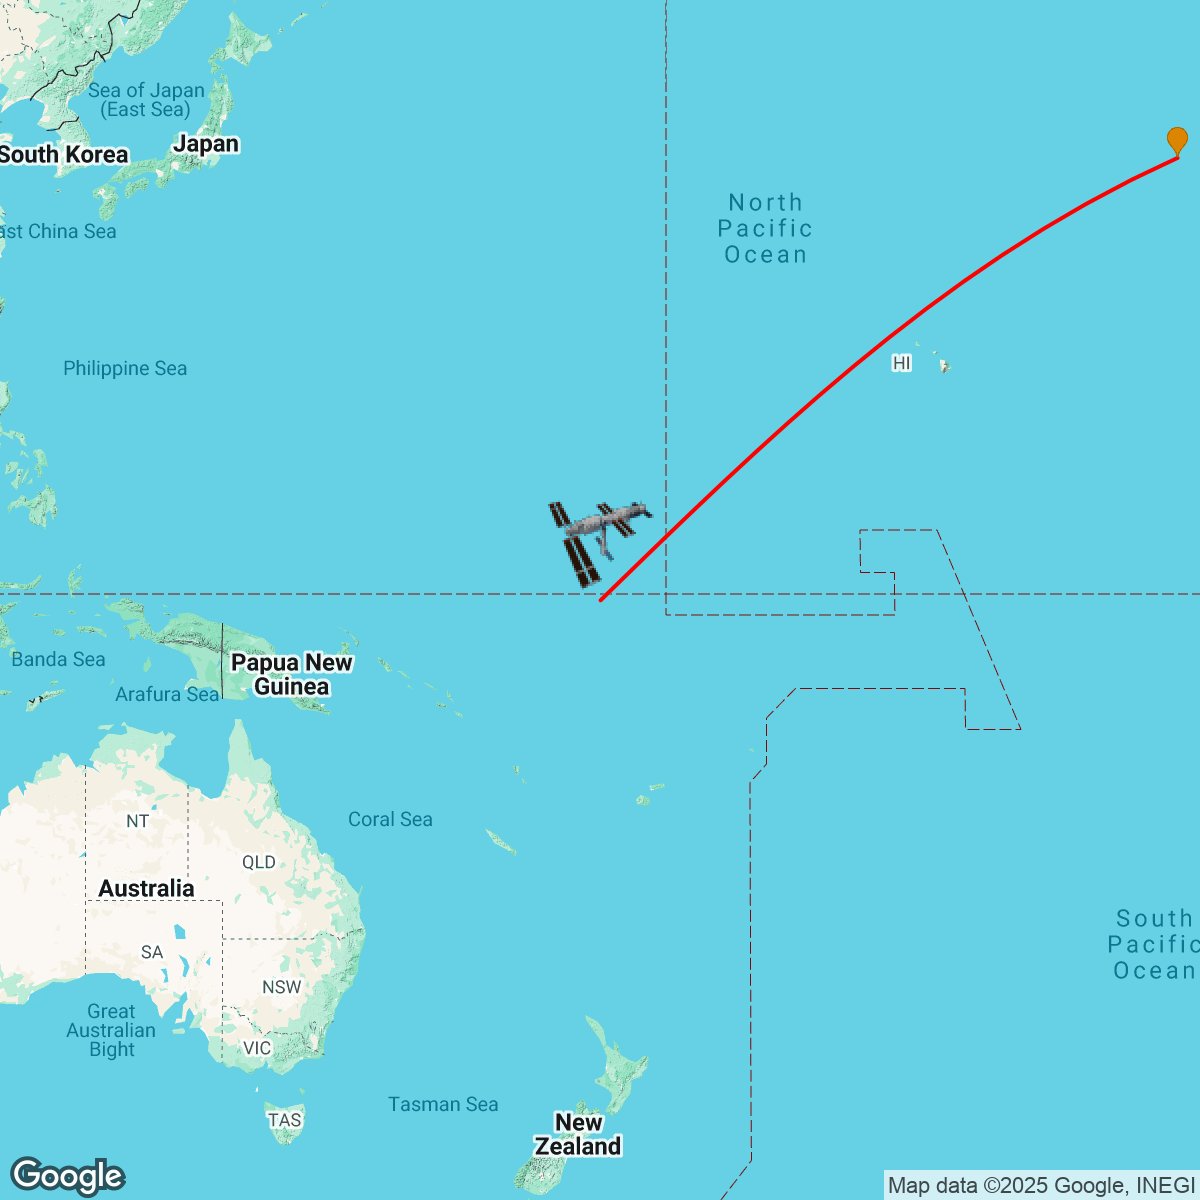 Sea of Japan
(East Sea)
Japan
South Korea
ast China Sea
North
Pacific
Ocean
Philippine Sea
HI
Banda Sea
Papua New
Guinea
Arafura Sea
NT
Coral Sea
QLD
Australia
South
Pacific
Ocean
SA
NSW
Great
Australian
Bight
VIC
Tasman Sea
TAS
New
Zealand
Google
Map data ©2025 Google, INEGI